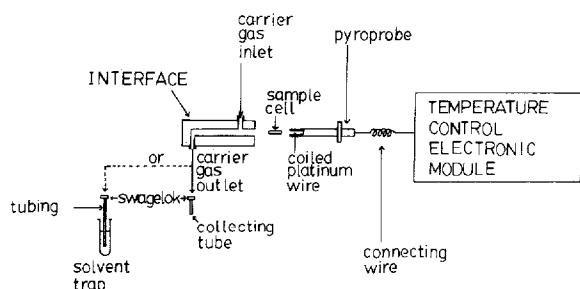 carrier
gas
inlet
pyroprobe
INTERFACE
sample
cell
TEMPERATURE
CONTROL
ELECTRONIC
MODULE
or
carrier
gas
outlet
coiled
platinum
wire
tubing
swagelok
collecting
tube
connecting
wire
solvent
trap